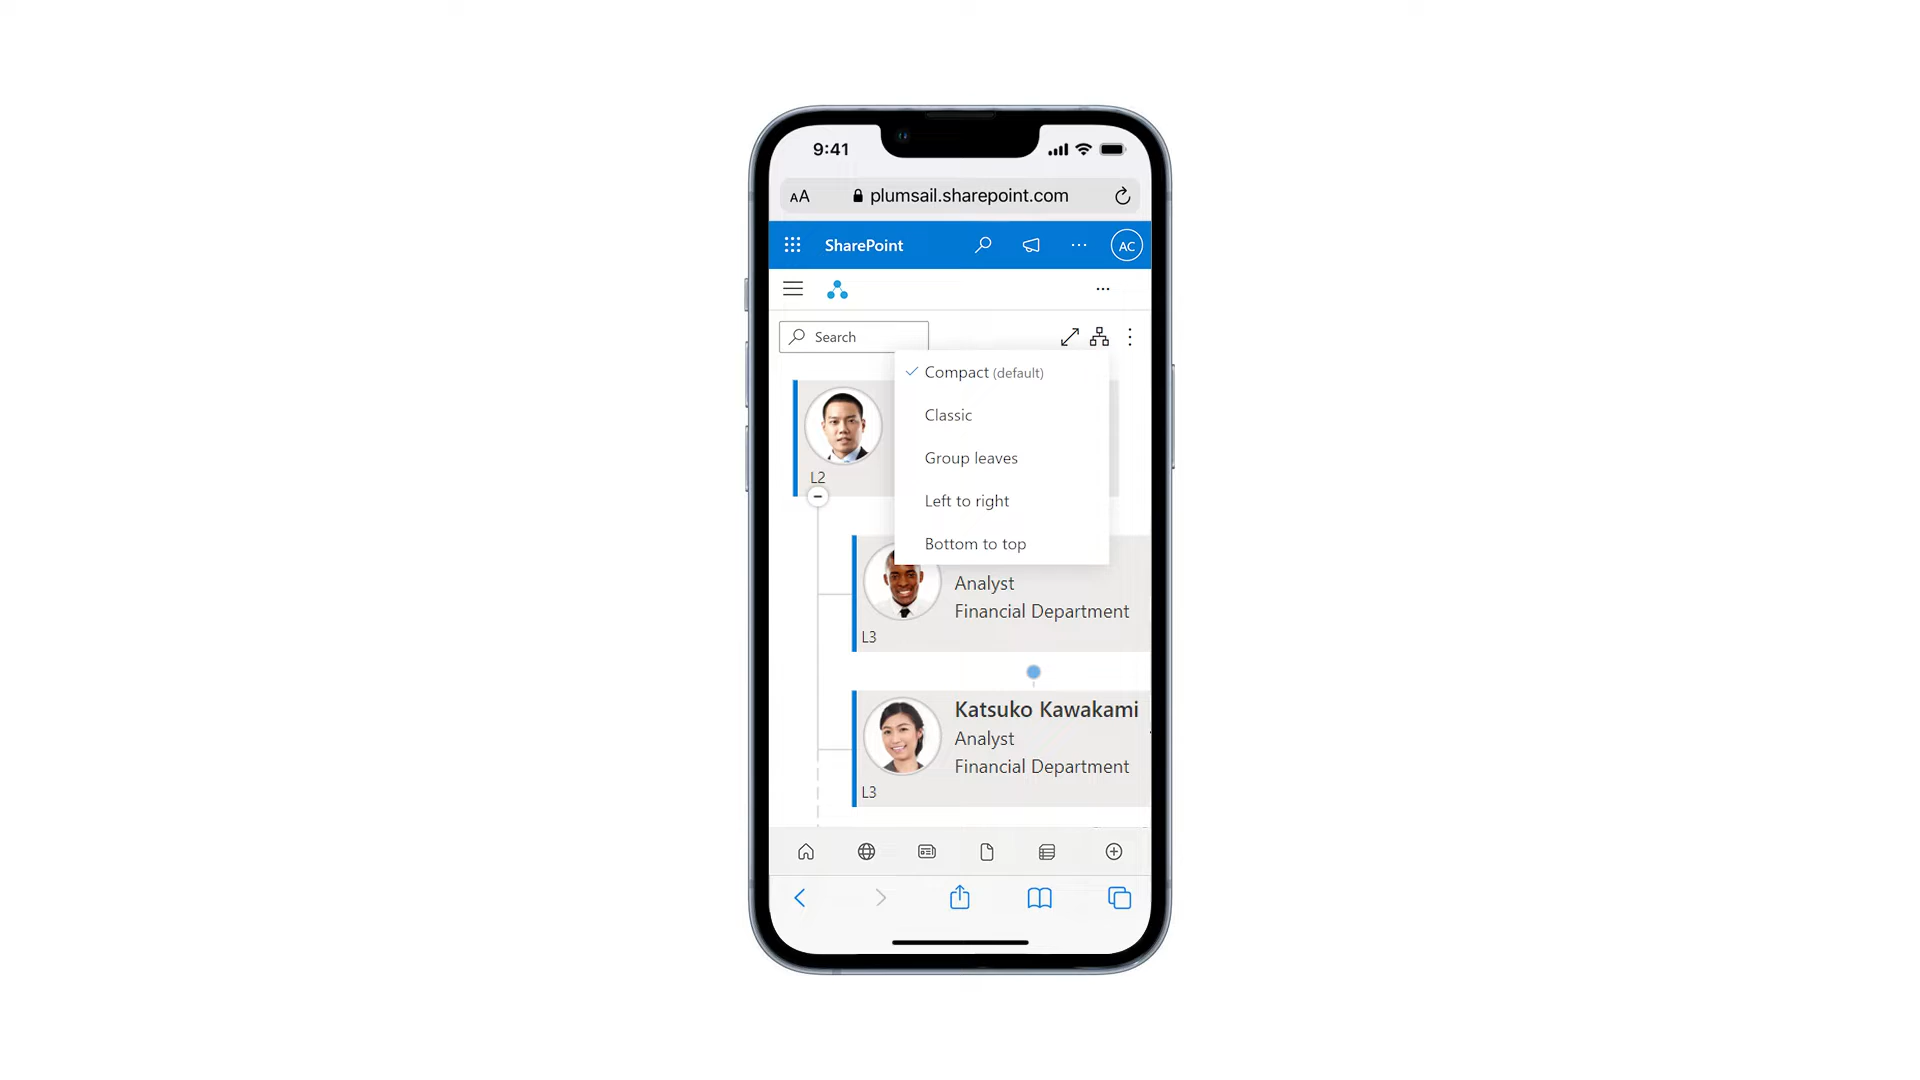 9:41
AA plumsail.sharepoint.com
SharePoint
AC
Search
Compact (default)
Classic
Group leaves
Left to right
Bottom to top
L2
Analyst
Financial Department
L3
Katsuko Kawakami
Analyst
Financial Department
L3